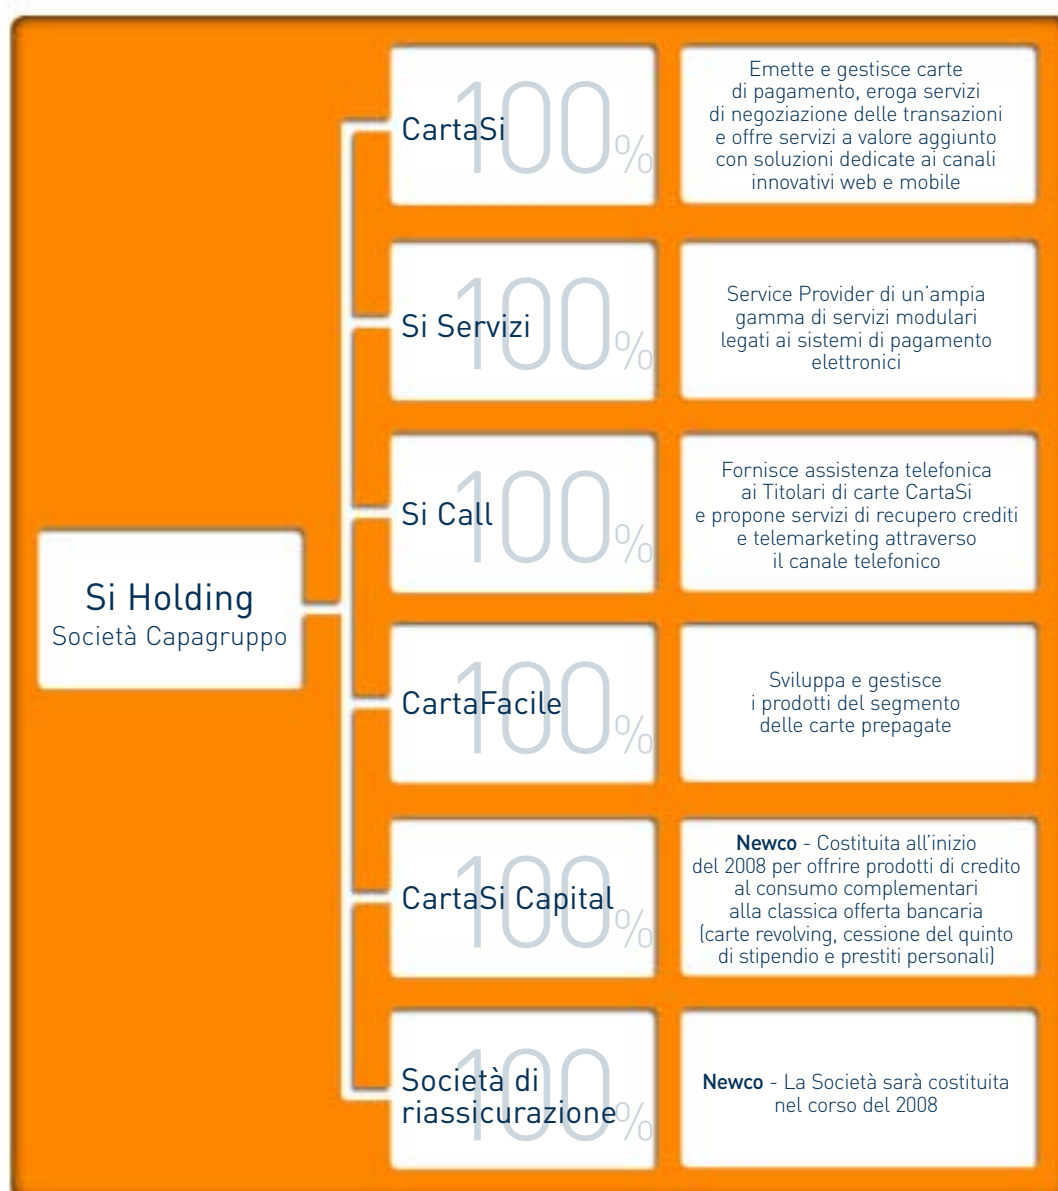 Si Holding
Società Capagruppo
CartaSi
100%
Emette e gestisce carte
di pagamento, eroga servizi
di negoziazione delle transazioni
e offre servizi a valore aggiunto
con soluzioni dedicate ai canali
innovativi web e mobile
Si Servizi
100%
Service Provider di un'ampia
gamma di servizi modulari
legati ai sistemi di pagamento
elettronici
Si Call
100%
Fornisce assistenza telefonica
ai Titolari di carte CartaSi
e propone servizi di recupero crediti
e telemarketing attraverso
il canale telefonico
CartaFacile
100%
Sviluppa e gestisce
i prodotti del segmento
delle carte prepagate
CartaSi Capital
100%
Newco - Costituita all'inizio
del 2008 per offrire prodotti di credito
al consumo complementari
alla classica offerta bancaria
(carte revolving, cessione del quinto
di stipendio e prestiti personali)
Società di
riassicurazione
100%
Newco - La Società sarà costituita
nel corso del 2008